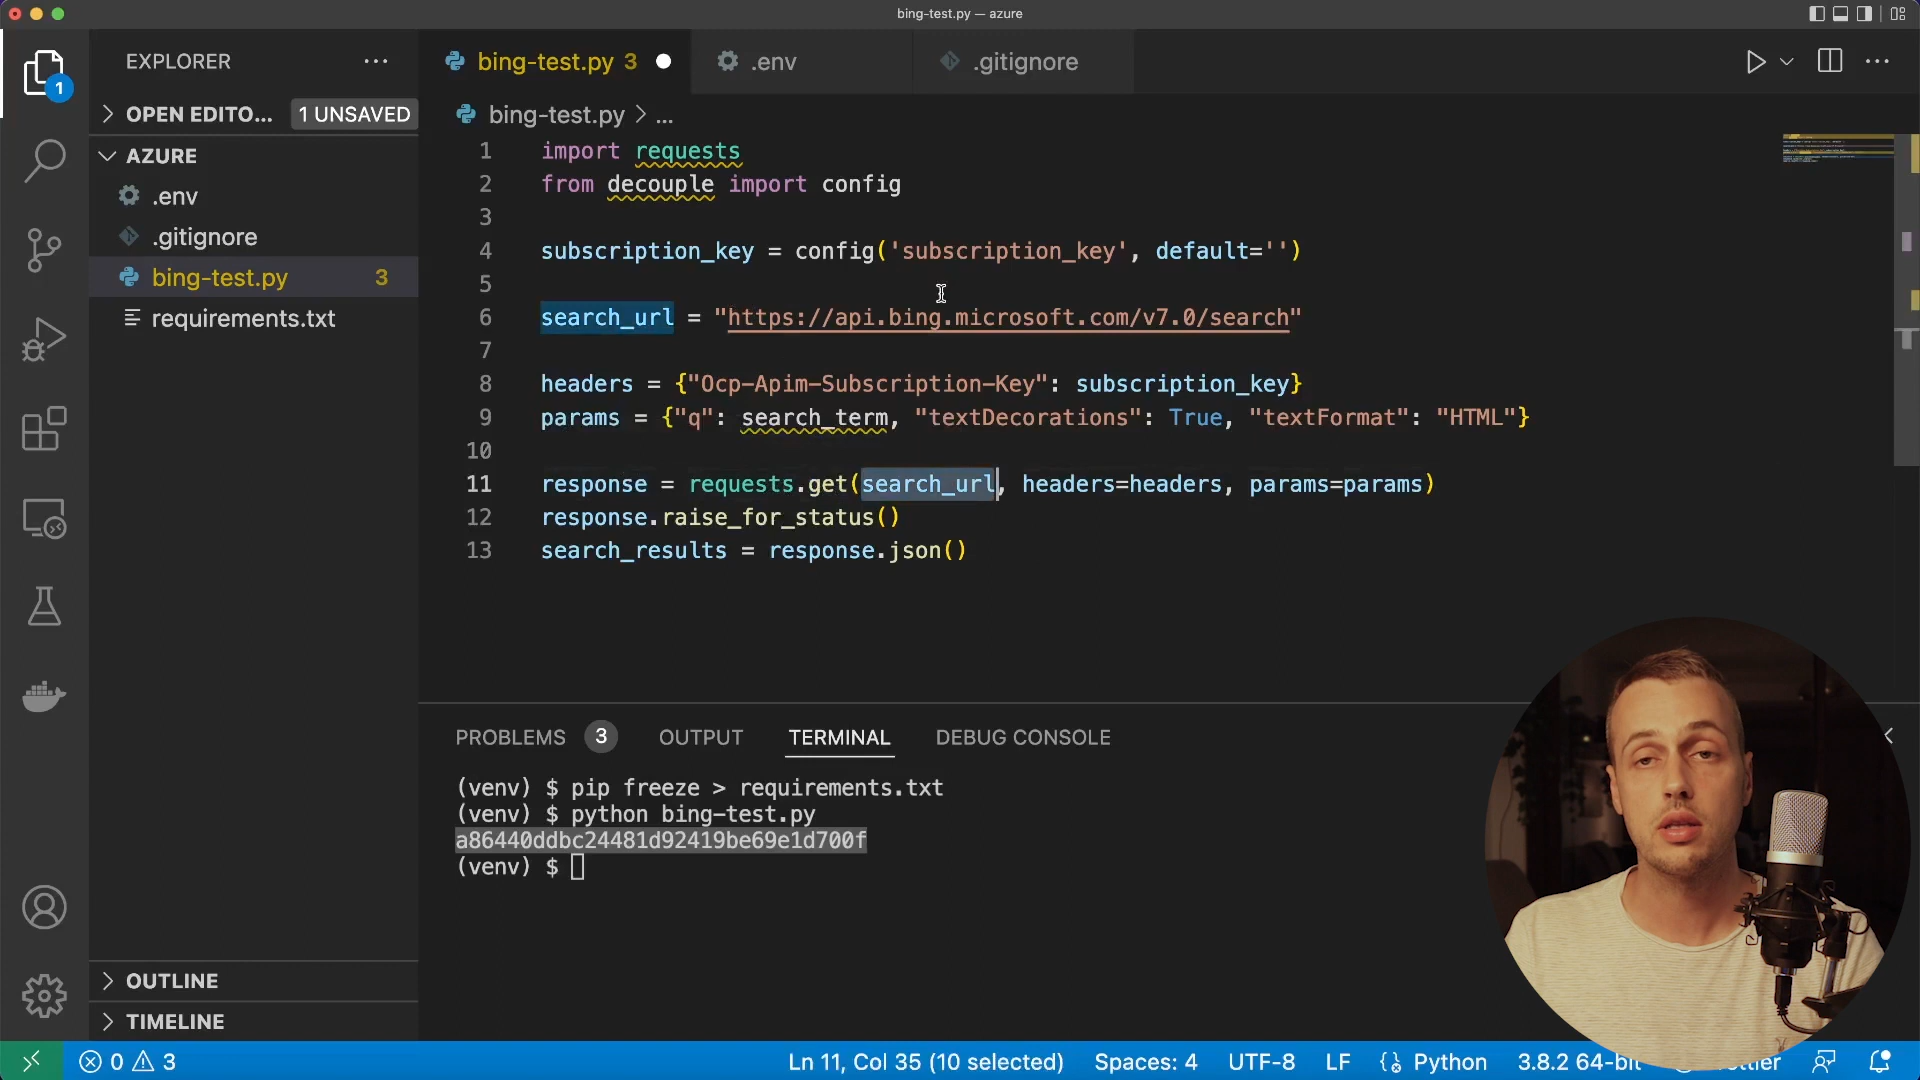 bing-test.py — azure
1
EXPLORER
OPEN EDITO...
1 UNSAVED
AZURE
.env
.gitignore
bing-test.py 3
requirements.txt
OUTLINE
TIMELINE
bing-test.py 3
.env
.gitignore
bing-test.py > ...
1 import requests
2 from decouple import config
3
4 subscription_key = config('subscription_key', default='')
5
6 search_url = "https://api.bing.microsoft.com/v7.0/search"
7
8 headers = {"Ocp-Apim-Subscription-Key": subscription_key}
9 params = {"q": search_term, "textDecorations": True, "textFormat": "HTML"}
10
11 response = requests.get(search_url, headers=headers, params=params)
12 response.raise_for_status()
13 search_results = response.json()
PROBLEMS 3 OUTPUT TERMINAL DEBUG CONSOLE
(venv) $ pip freeze > requirements.txt
(venv) $ python bing-test.py
a86440ddbc24481d92419be69e1d700f
(venv) $
0 3
Ln 11, Col 35 (10 selected) Spaces: 4 UTF-8 LF Python 3.8.2 64-bit